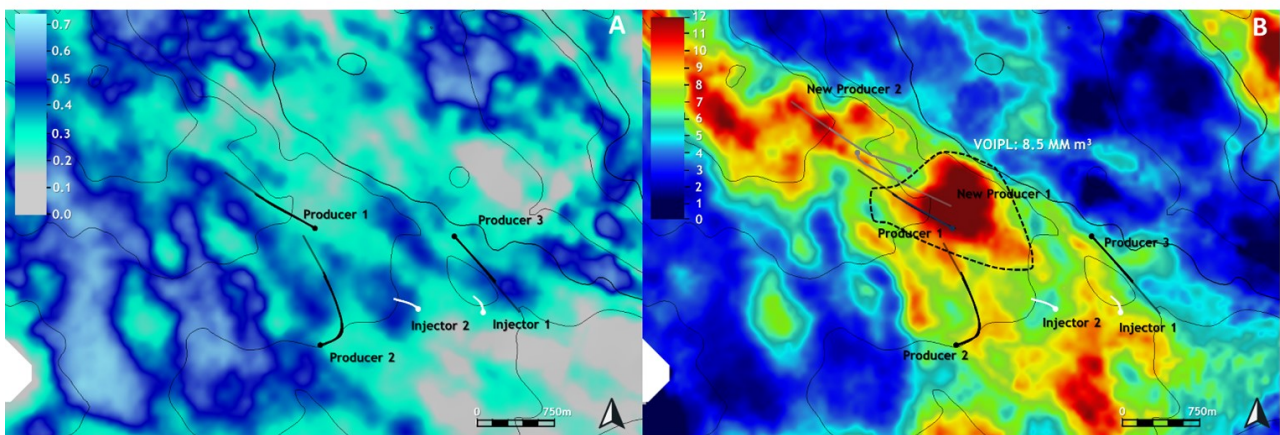 A
0.7
0.6
0.5
0.4
0.3
0.2
0.1
0.0
Producer 1
Producer 3
Injector 2
Injector 1
Producer 2
0 750m
B
12
11
10
9
8
7
6
5
4
3
2
1
0
New Producer 2
VOIPL: 8.5 MM m³
New Producer 1
Producer 1
Producer 3
Injector 2
Injector 1
Producer 2
0 750m